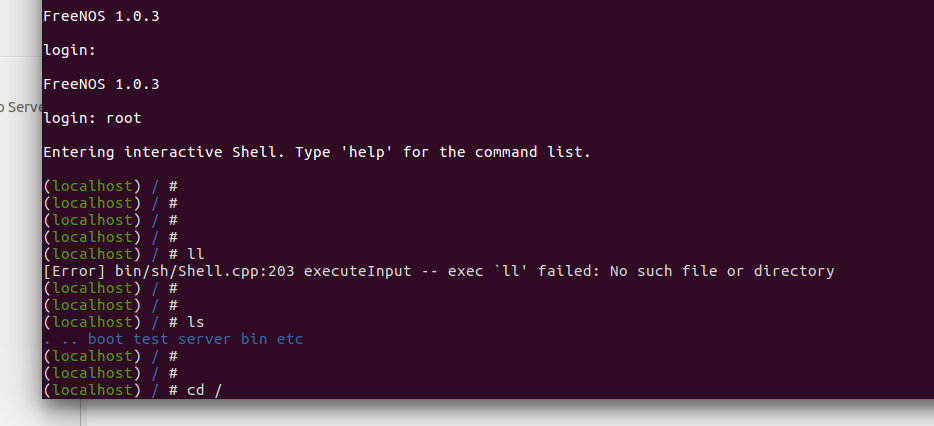 FreeNOS 1.0.3
login:
FreeNOS 1.0.3
o Serve
login: root
Entering interactive Shell. Type 'help' for the command list.
(localhost) / #
(localhost) / #
(localhost) / #
(localhost) / #
(localhost) / # ll
[Error] bin/sh/Shell.cpp:203 executeInput -- exec `ll' failed: No such file or directory
(localhost) / #
(localhost) / #
(localhost) / # ls
. .. boot test server bin etc
(localhost) / #
(localhost) / #
(localhost) / # cd /